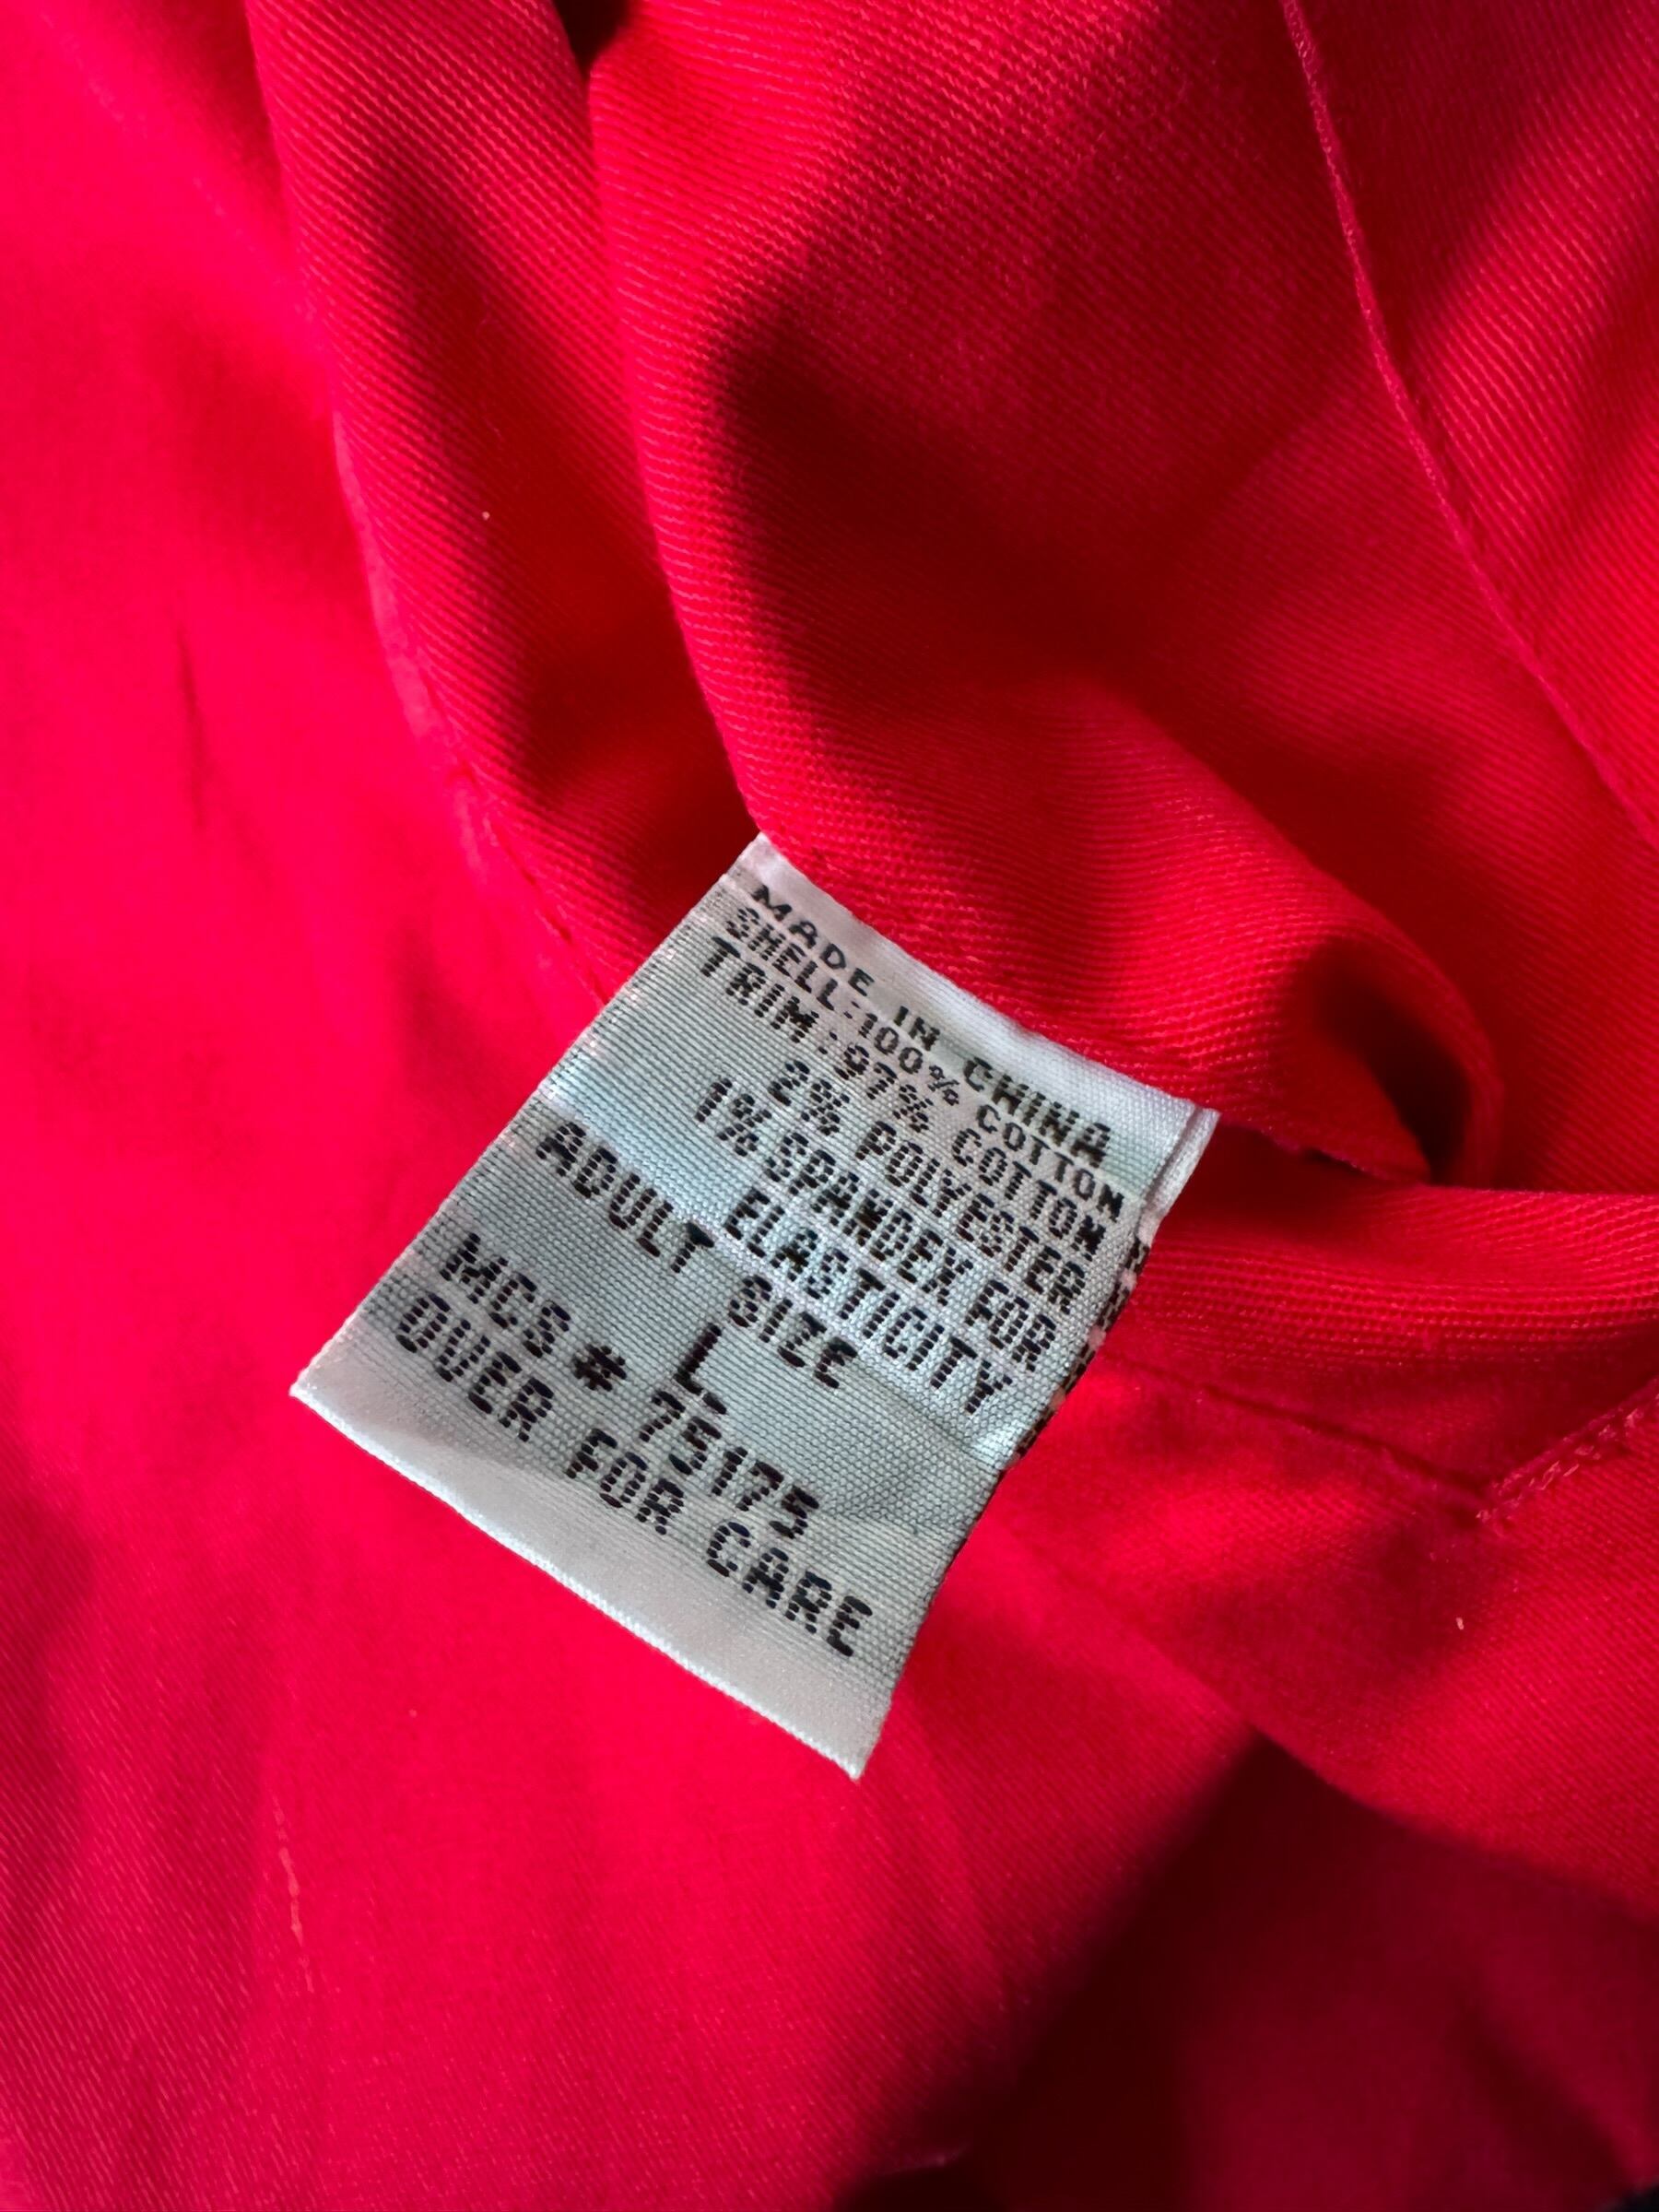 MADE IN CHINA
SHELL:100% COTTON
TRIM:97% COTTON
2% POLYESTER
1% SPANDEX FOR
ELASTICITY
ADULT SIZE
L
MCS # 75175
OVER FOR CARE